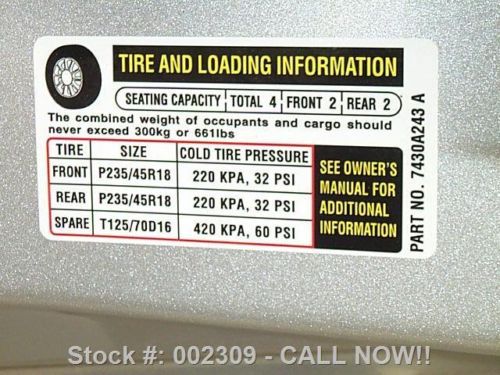 TIRE AND LOADING INFORMATION
SEATING CAPACITY TOTAL 4 FRONT 2 REAR 2
The combined weight of occupants and cargo should
never exceed 300kg or 661lbs
TIRE SIZE COLD TIRE PRESSURE
FRONT P235/45R18 220 KPA, 32 PSI
REAR P235/45R18 220 KPA, 32 PSI
SPARE T125/70D16 420 KPA, 60 PSI
SEE OWNER'S
MANUAL FOR
ADDITIONAL
INFORMATION
PART NO. 7430A243 A
Stock #: 002309 - CALL NOW!!